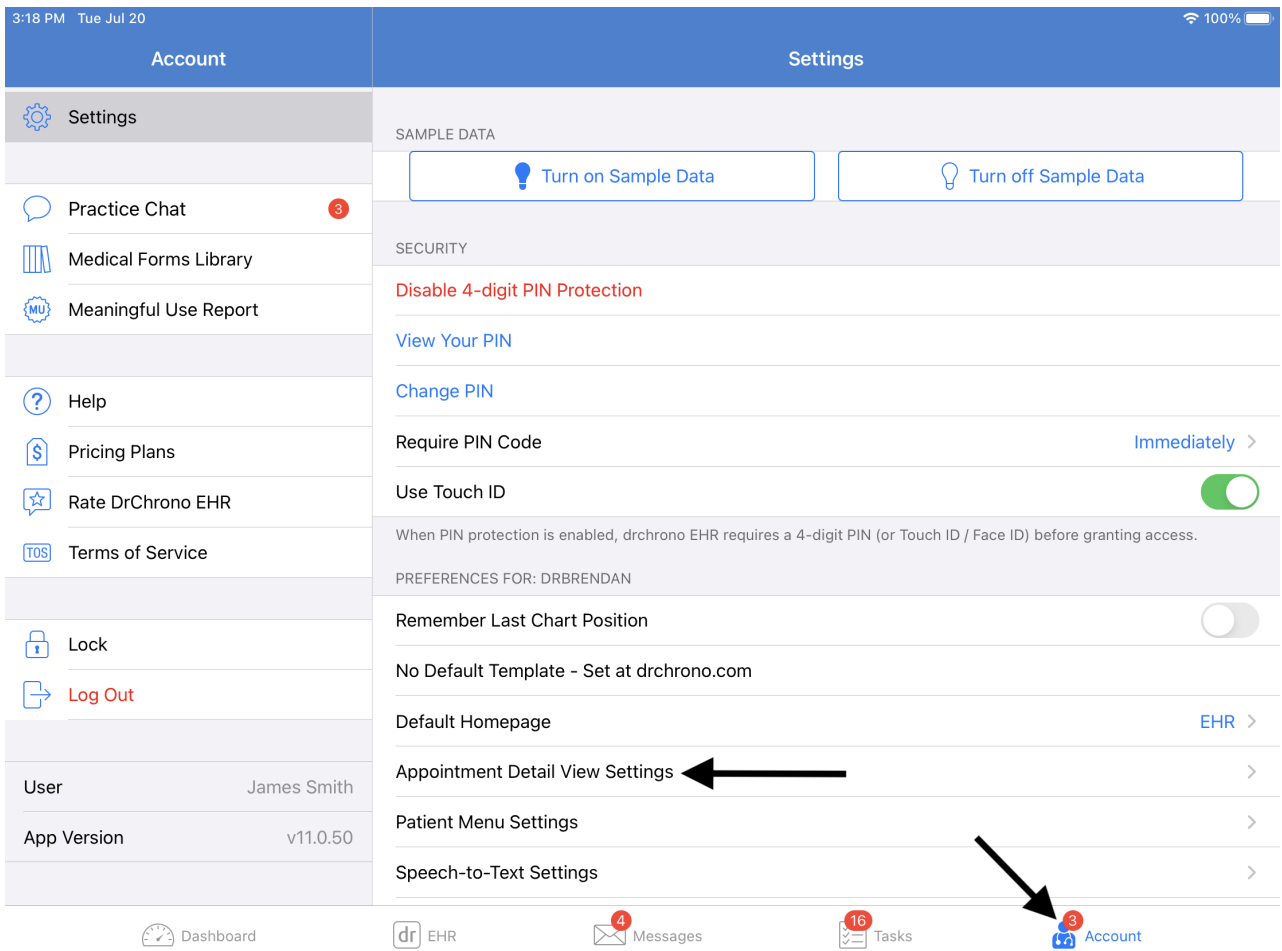 3:18 PM Tue Jul 20
100%
Account
Settings
Settings
Practice Chat
3
Medical Forms Library
MU
Meaningful Use Report
?
Help
$
Pricing Plans
Rate DrChrono EHR
TOS
Terms of Service
Lock
Log Out
User
James Smith
App Version
v11.0.50
SAMPLE DATA
Turn on Sample Data
Turn off Sample Data
SECURITY
Disable 4-digit PIN Protection
View Your PIN
Change PIN
Require PIN Code
Immediately
Use Touch ID
When PIN protection is enabled, drchrono EHR requires a 4-digit PIN (or Touch ID / Face ID) before granting access.
PREFERENCES FOR: DRBRENDAN
Remember Last Chart Position
No Default Template - Set at drchrono.com
Default Homepage
EHR
Appointment Detail View Settings
Patient Menu Settings
Speech-to-Text Settings
Dashboard
dr
EHR
4
Messages
16
Tasks
3
Account